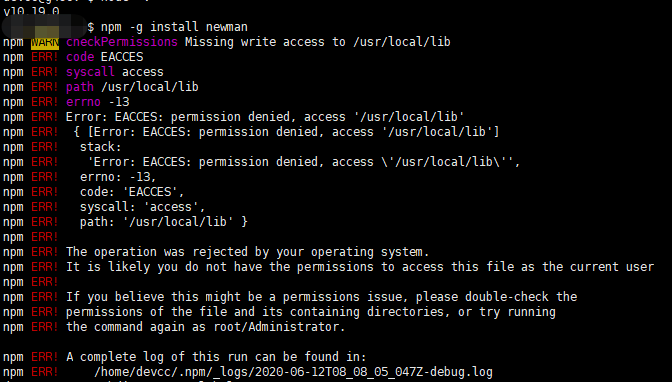 v10.19.0
$ npm -g install newman
npm WARN checkPermissions Missing write access to /usr/local/lib
npm ERR! code EACCES
npm ERR! syscall access
npm ERR! path /usr/local/lib
npm ERR! errno -13
npm ERR! Error: EACCES: permission denied, access '/usr/local/lib'
npm ERR!  { [Error: EACCES: permission denied, access '/usr/local/lib']
npm ERR!   stack:
npm ERR!    'Error: EACCES: permission denied, access \'/usr/local/lib\'',
npm ERR!   errno: -13,
npm ERR!   code: 'EACCES',
npm ERR!   syscall: 'access',
npm ERR!   path: '/usr/local/lib' }
npm ERR!
npm ERR! The operation was rejected by your operating system.
npm ERR! It is likely you do not have the permissions to access this file as the current user
npm ERR!
npm ERR! If you believe this might be a permissions issue, please double-check the
npm ERR! permissions of the file and its containing directories, or try running
npm ERR! the command again as root/Administrator.
npm ERR! A complete log of this run can be found in:
npm ERR!     /home/devcc/.npm/_logs/2020-06-12T08_08_05_047Z-debug.log